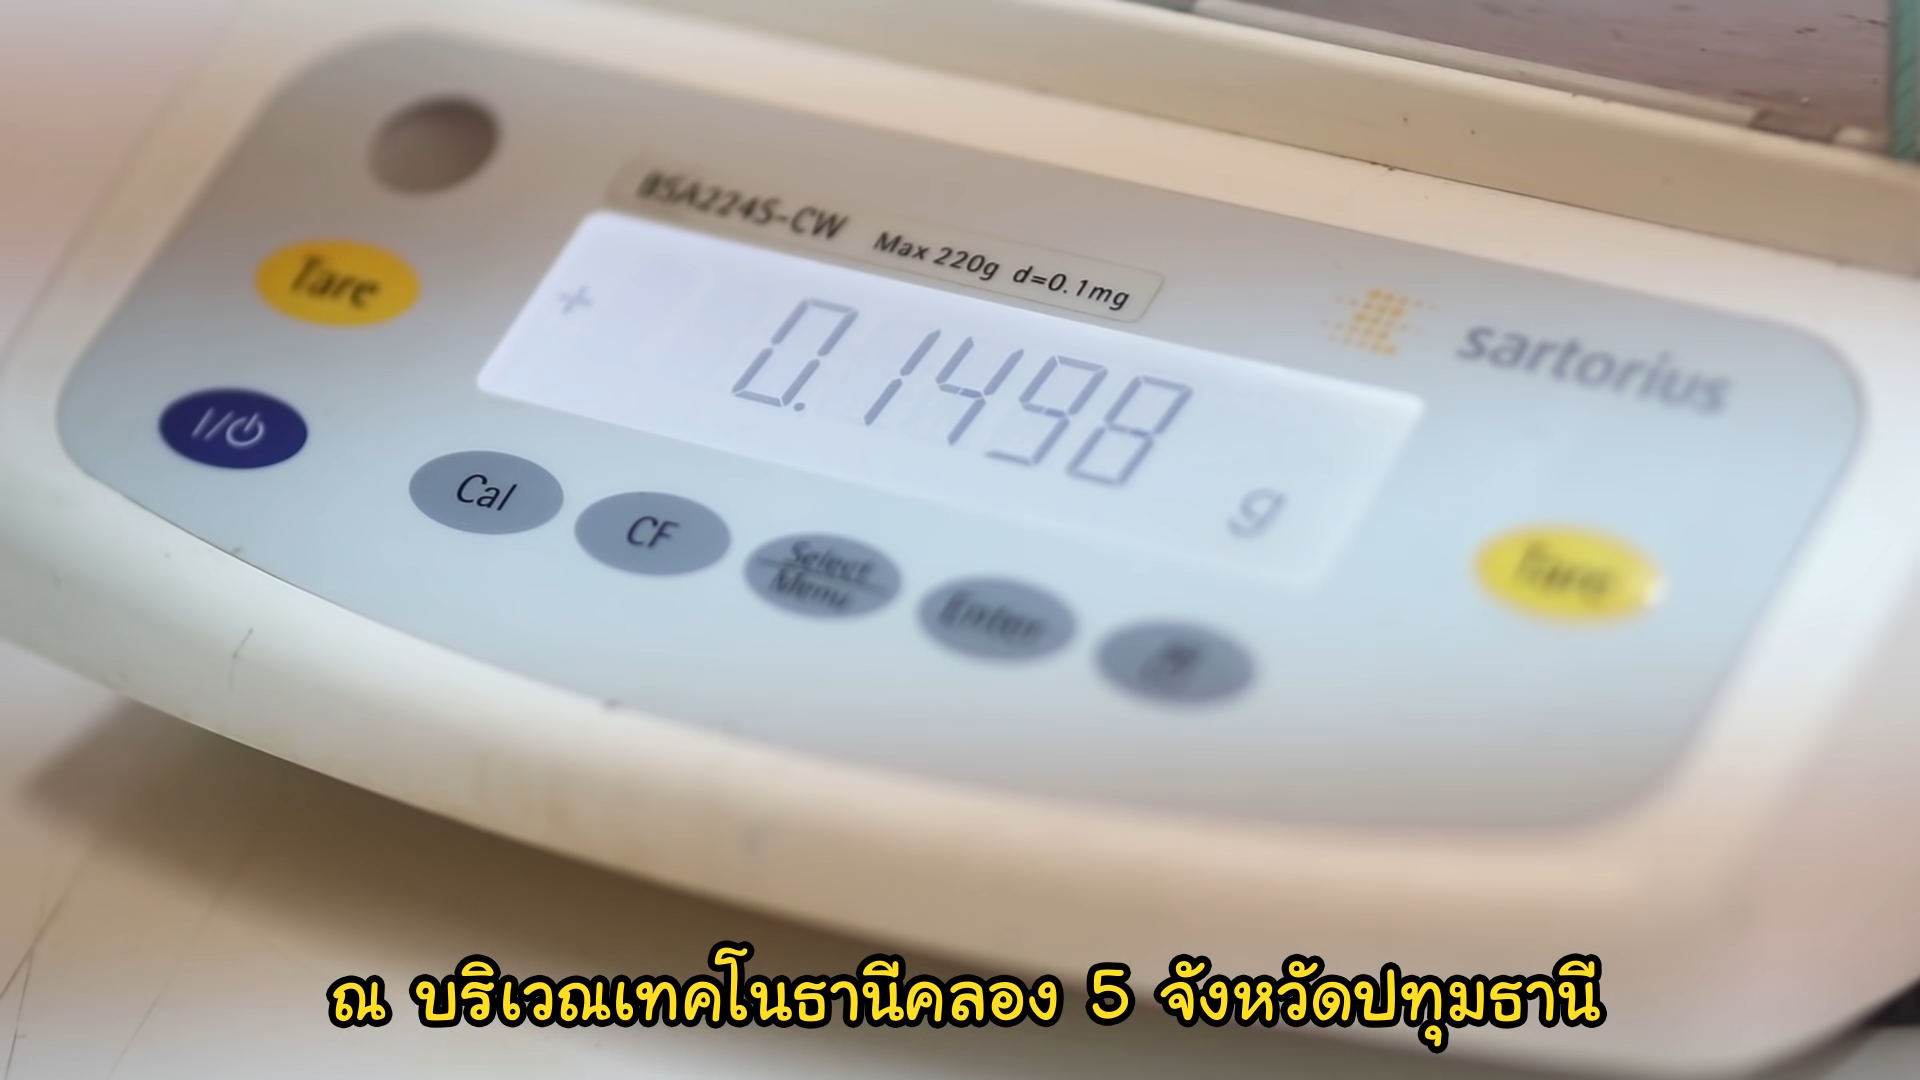 BSA224S-CW Max 220g d=0.1mg
sartorius
Tare
+ 0.1498 g
I/
Cal
CF
Select
Menu
Enter
Tare
ณ บริเวณเทคโนธานีคลอง 5 จังหวัดปทุมธานี